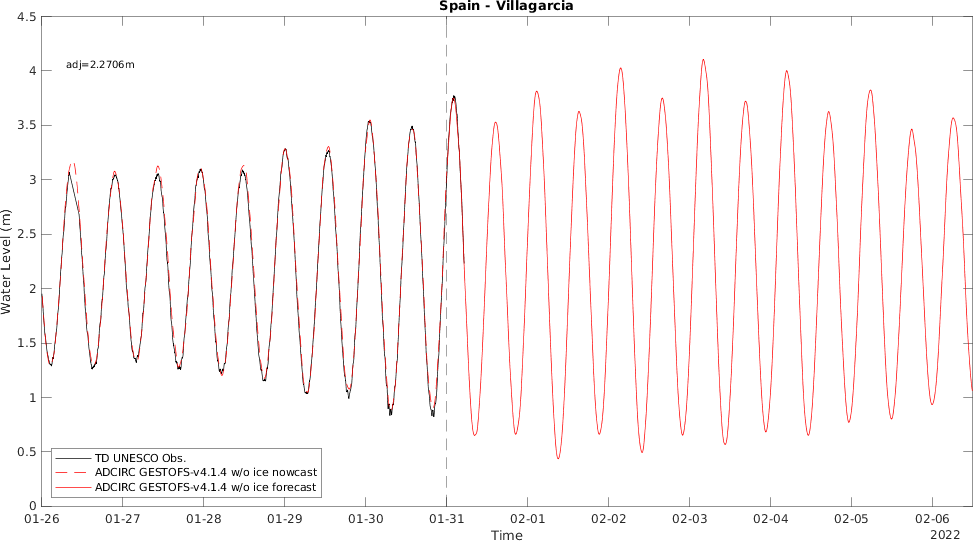 Spain - Villagarcia
adj=2.2706m
Water Level (m)
4.5
4
3.5
3
2.5
2
1.5
1
0.5
0
TD UNESCO Obs.
ADCIRC GESTOFS-v4.1.4 w/o ice nowcast
ADCIRC GESTOFS-v4.1.4 w/o ice forecast
01-26 01-27 01-28 01-29 01-30 01-31 02-01 02-02 02-03 02-04 02-05 02-06
Time
2022